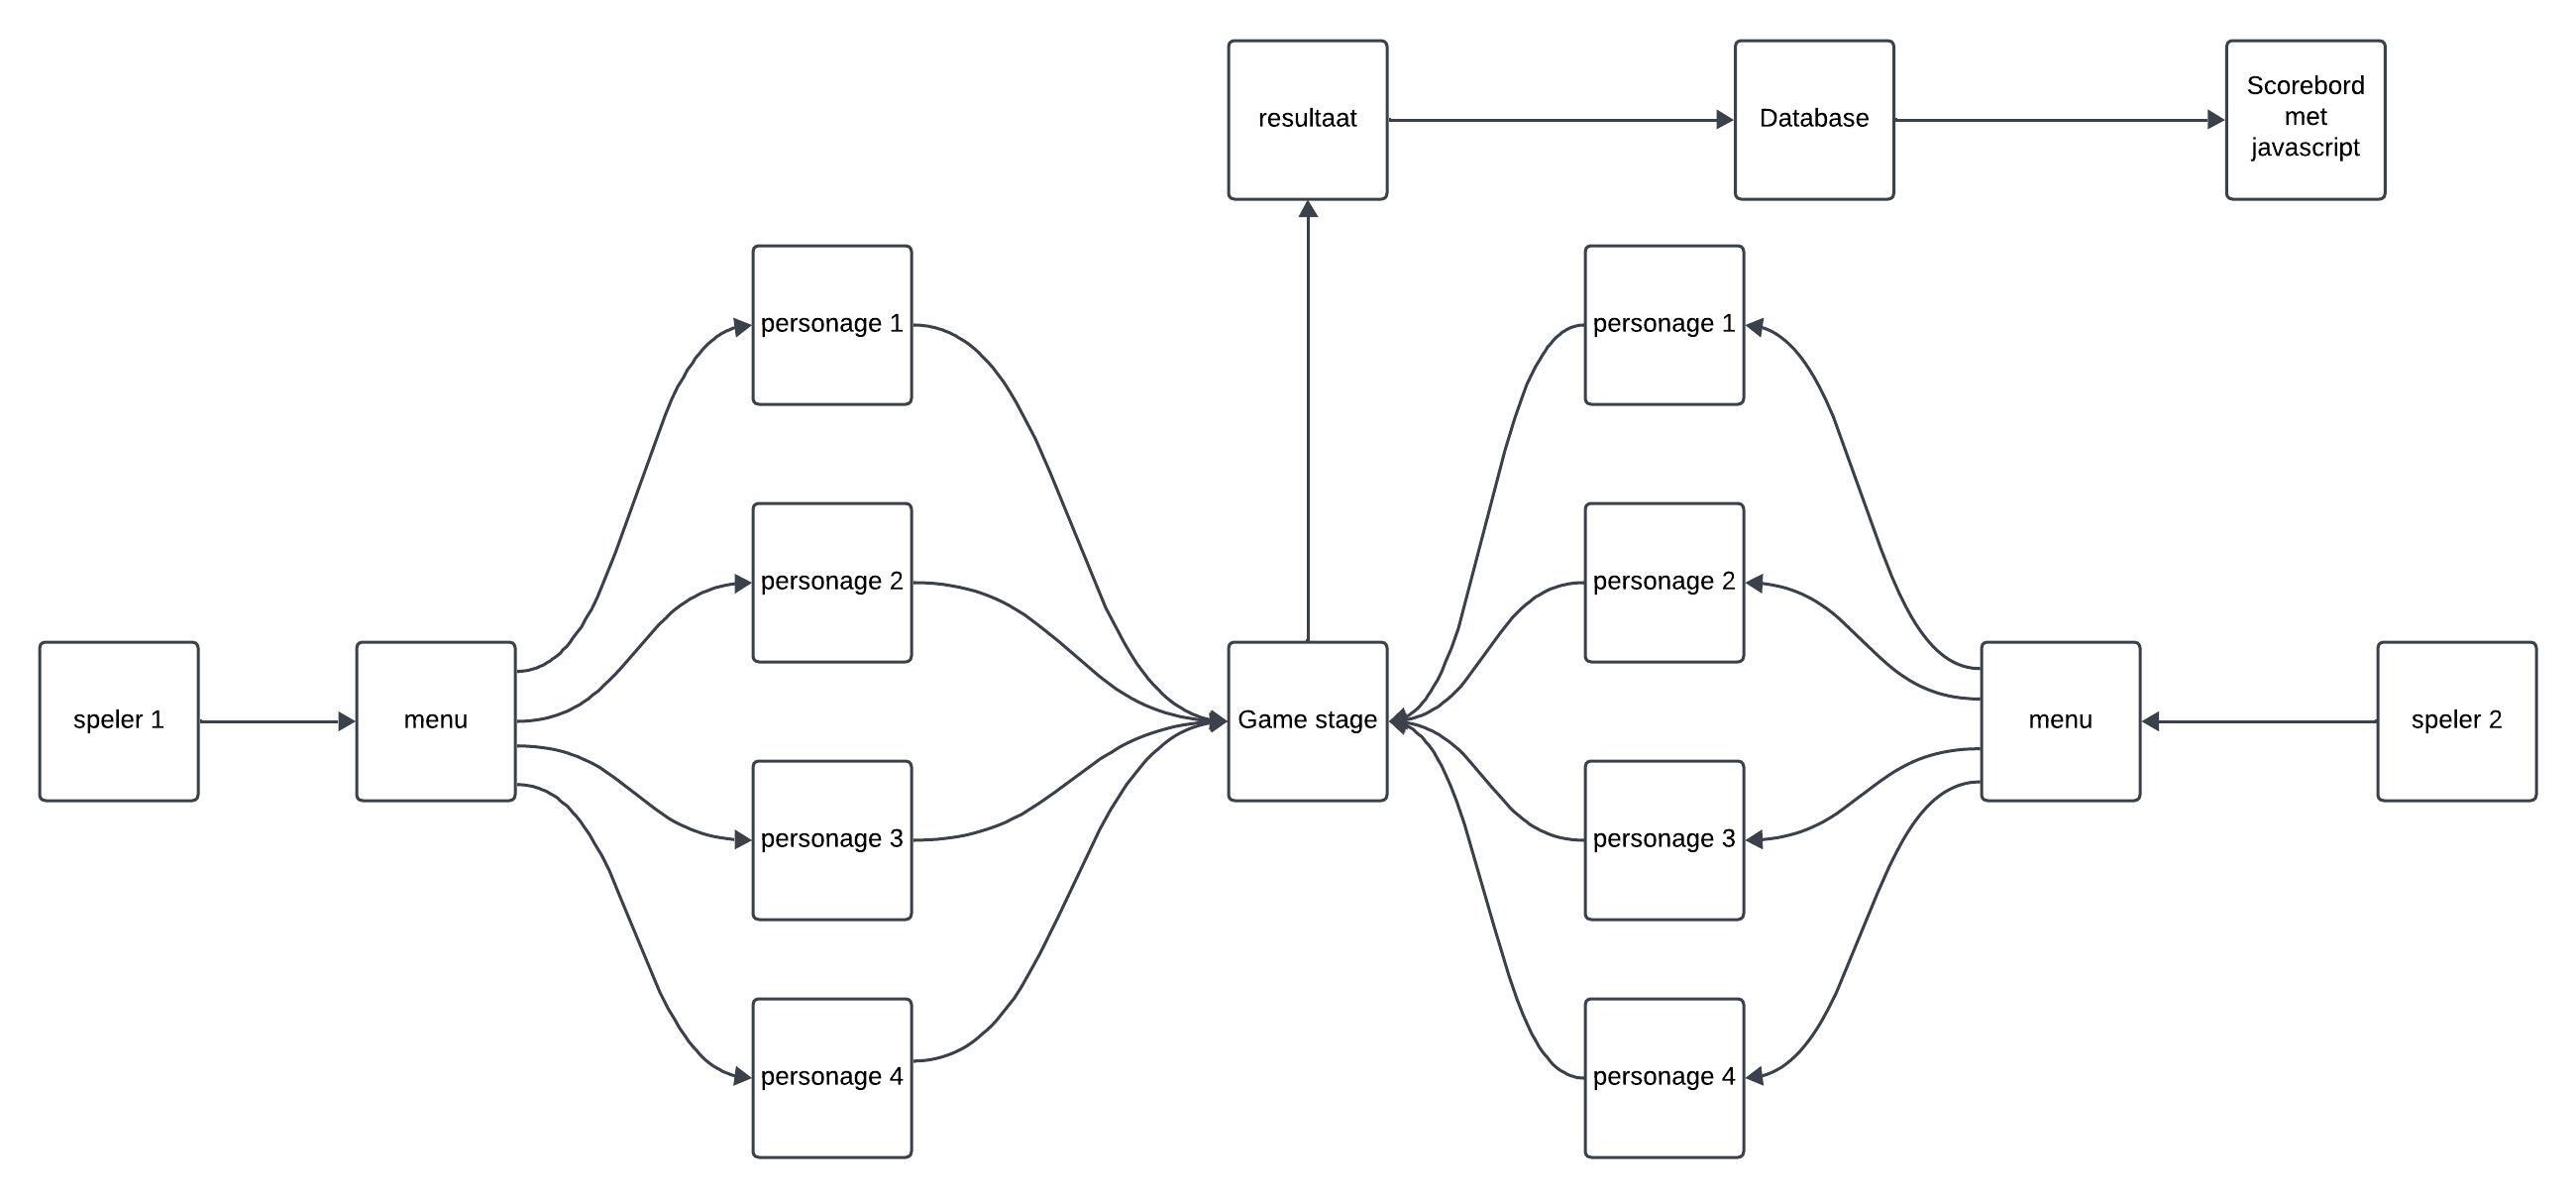 resultaat
Database
Scorebord
met
javascript
personage 1
personage 1
personage 2
personage 2
speler 1
menu
Game stage
menu
speler 2
personage 3
personage 3
personage 4
personage 4